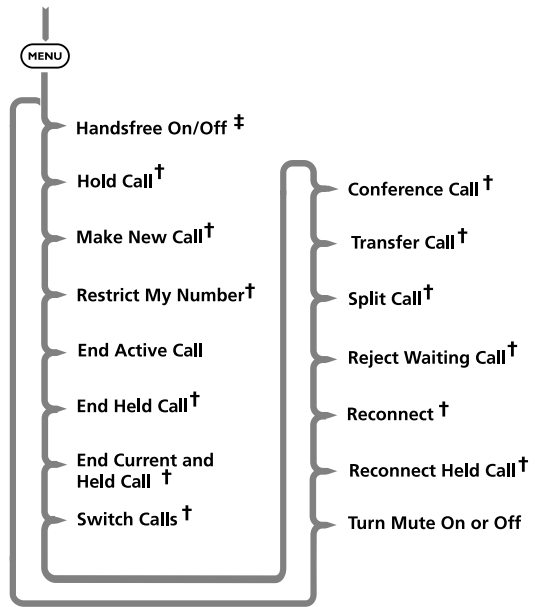 MENU
Handsfree On/Off ‡
Hold Call†
Make New Call†
Restrict My Number†
End Active Call
End Held Call†
End Current and
Held Call †
Switch Calls †
Conference Call †
Transfer Call†
Split Call†
Reject Waiting Call†
Reconnect †
Reconnect Held Call†
Turn Mute On or Off